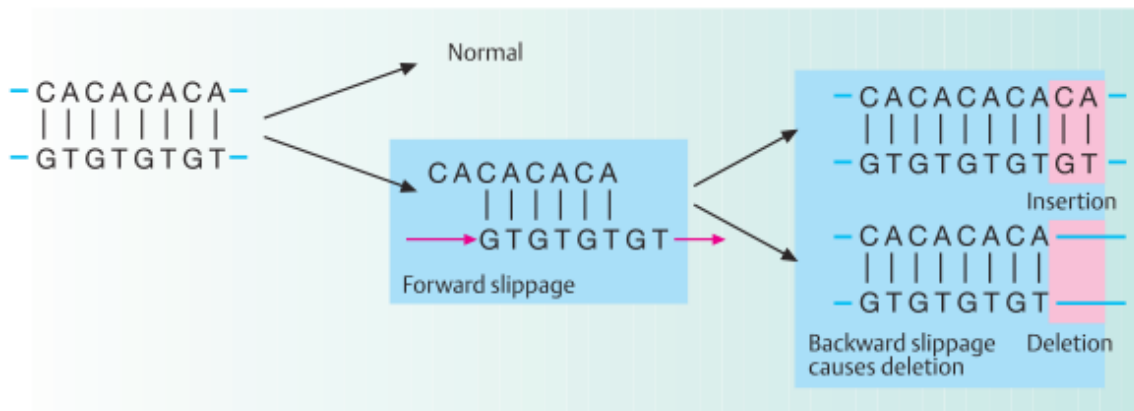 Normal
CACACACA
GTGTGTGT
CACACACA
GTGTGTGT
Forward slippage
CACACACACA
GTGTGTGTGT
Insertion
CACACACA
GTGTGTGT
Backward slippage
causes deletion
Deletion